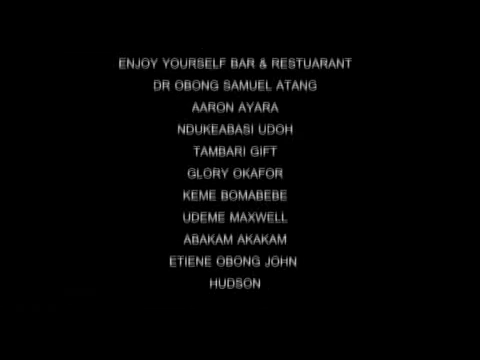 ENJOY YOURSELF BAR & RESTUARANT
DR OBONG SAMUEL ATANG
AARON AYARA
NDUKEABASI UDOH
TAMBARI GIFT
GLORY OKAFOR
KEME BOMABEBE
UDEME MAXWELL
ABAKAM AKAKAM
ETIENE OBONG JOHN
HUDSON